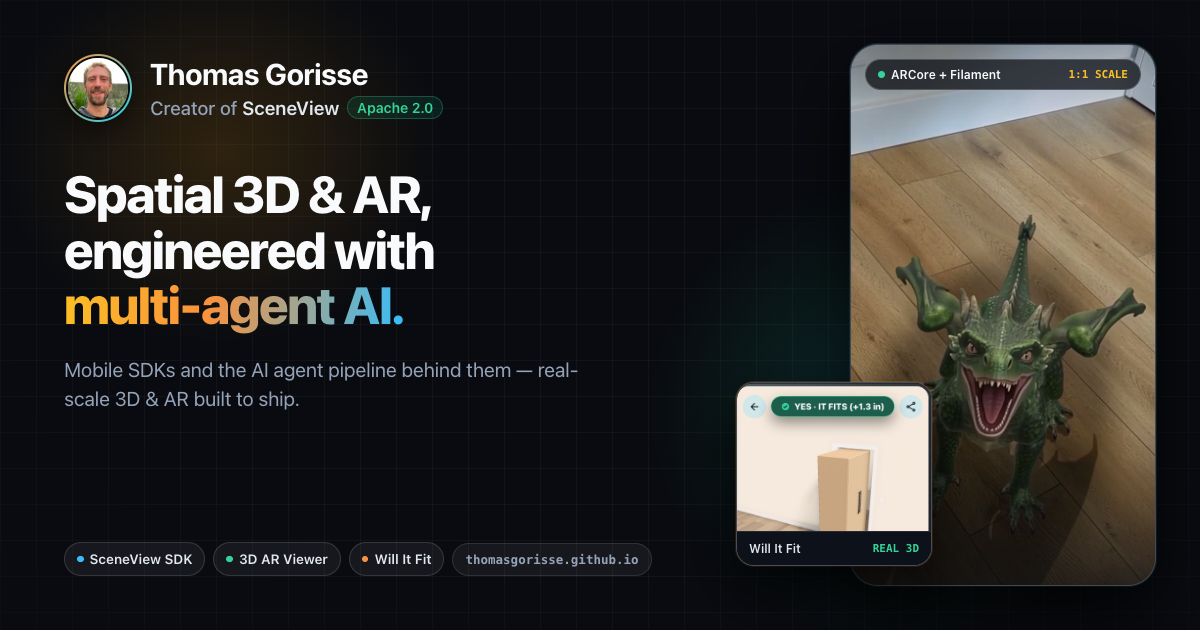 Thomas Gorisse
Creator of SceneView Apache 2.0
Spatial 3D & AR,
engineered with
multi-agent AI.
Mobile SDKs and the AI agent pipeline behind them — real-
scale 3D & AR built to ship.
SceneView SDK
3D AR Viewer
Will It Fit
thomasgorisse.github.io
ARCore + Filament
1:1 SCALE
YES · IT FITS (+1.3 in)
Will It Fit
REAL 3D